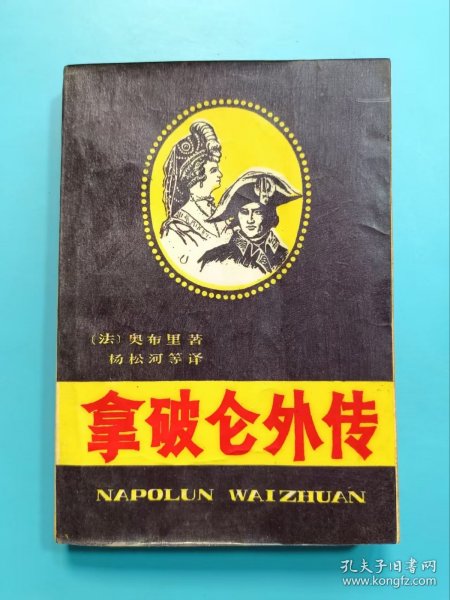 〔法〕奥布里著
杨松河等译
拿破仑外传
NAPOLUN WAIZHUAN
孔夫子旧书网
www.kongfz.com